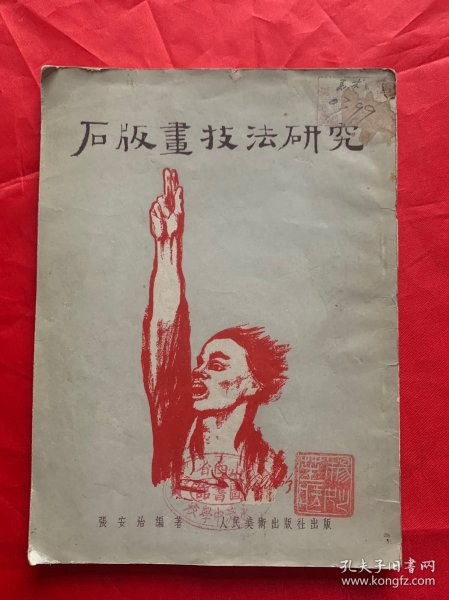 石版畫技法研究
張安治編著 人民美術出版社出版
孔夫子旧书网
book.kongfz.com